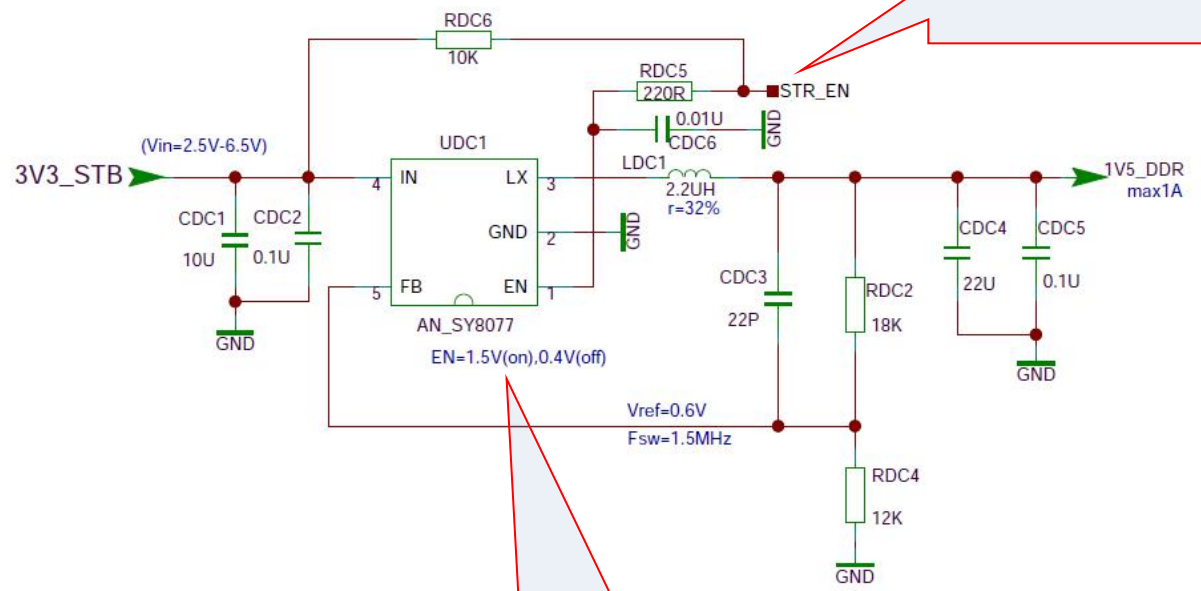 RDC6
10K
RDC5
220R
STR_EN
0.01U
CDC6
GND
(Vin=2.5V-6.5V)
UDC1
LDC1
3V3_STB
4
IN
LX
3
2.2UH
r=32%
1V5_DDR
max1A
CDC1
10U
CDC2
0.1U
GND
2
GND
CDC4
22U
CDC5
0.1U
5
FB
EN
1
CDC3
22P
RDC2
18K
GND
AN_SY8077
EN=1.5V(on),0.4V(off)
GND
Vref=0.6V
Fsw=1.5MHz
RDC4
12K
GND